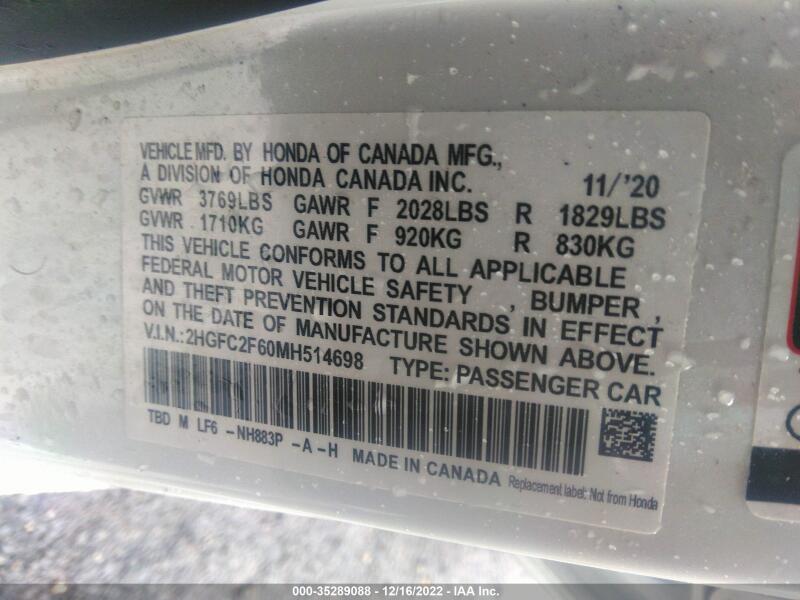 VEHICLE MFD. BY HONDA OF CANADA MFG.,
A DIVISION OF HONDA CANADA INC. 11/'20
GVWR 3769LBS GAWR F 2028LBS R 1829LBS
GVWR 1710KG GAWR F 920KG R 830KG
THIS VEHICLE CONFORMS TO ALL APPLICABLE
FEDERAL MOTOR VEHICLE SAFETY , BUMPER ,
AND THEFT PREVENTION STANDARDS IN EFFECT
ON THE DATE OF MANUFACTURE SHOWN ABOVE.
V.I.N.:2HGFC2F60MH514698 TYPE: PASSENGER CAR
TBD M LF6 -NH883P -A-H MADE IN CANADA Replacement label: Not from Honda
000-35289088 - 12/16/2022 - IAA Inc.